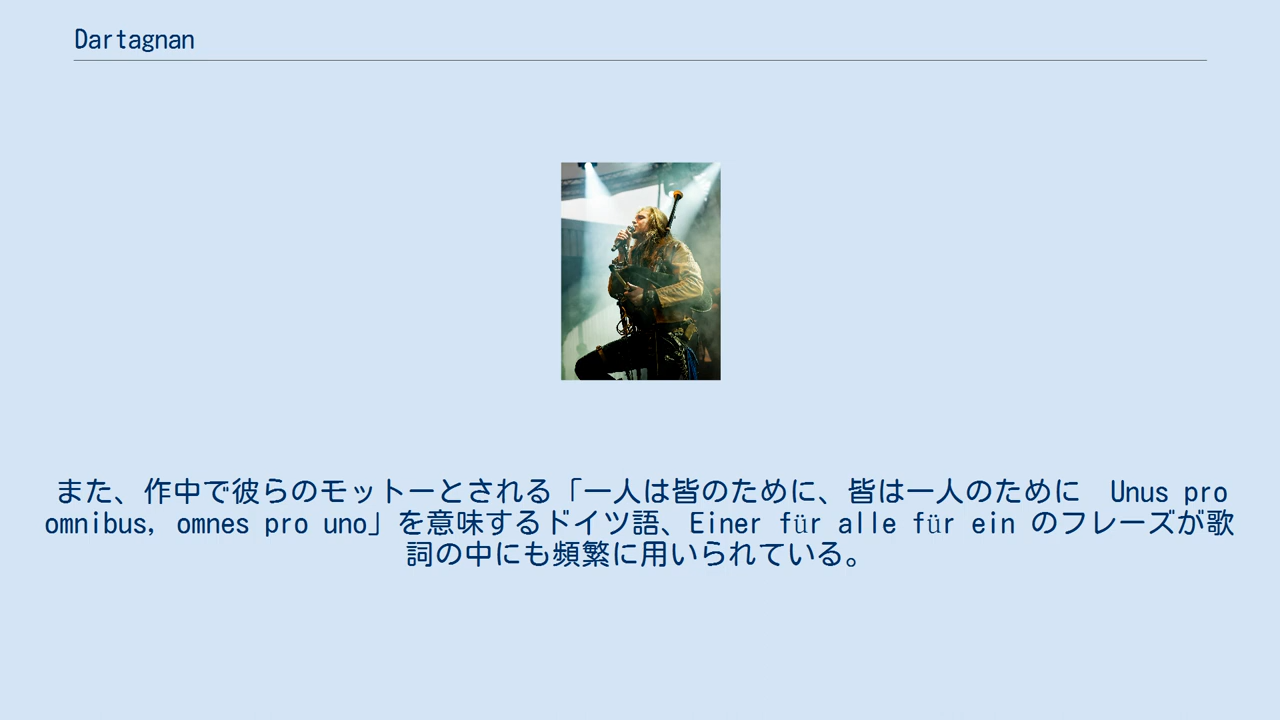 Dartagnan
また、作中で彼らのモットーとされる「一人は皆のために、皆は一人のために　Unus pro
omnibus, omnes pro uno」を意味するドイツ語、Einer für alle für ein のフレーズが歌
詞の中にも頻繁に用いられている。